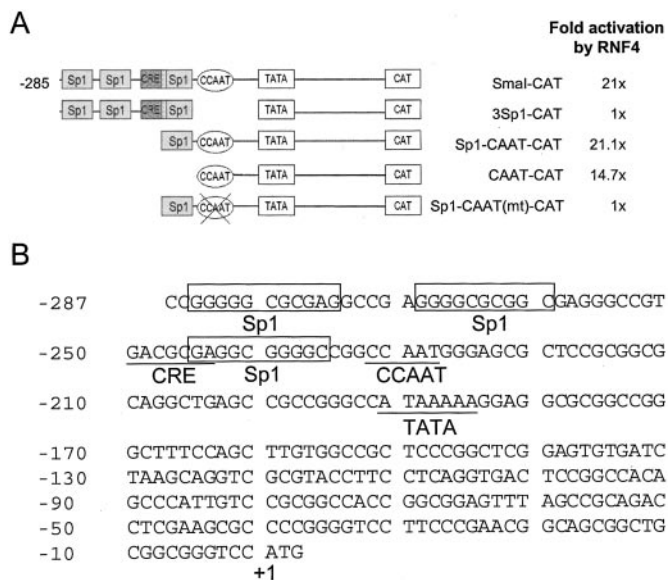 A
Fold activation
by RNF4
-285 Sp1 Sp1 CRE Sp1 CCAAT TATA CAT SmaI-CAT 21x
Sp1 Sp1 CRE Sp1 TATA CAT 3Sp1-CAT 1x
Sp1 CCAAT TATA CAT Sp1-CAAT-CAT 21.1x
CCAAT TATA CAT CAAT-CAT 14.7x
Sp1 CCAAT TATA CAT Sp1-CAAT(mt)-CAT 1x
B
-287 CCGGGGG CGCGAGGCCG AGGGGCGCGG CGAGGGCCGT
Sp1 Sp1
-250 GACGCGAGGC GGGGCCGGCC AATGGGAGCG CTCCGCGGCG
CRE Sp1 CCAAT
-210 CAGGCTGAGC CGCCGGGCCA TAAAAAGGAG GCGCGGCCGG
TATA
-170 GCTTTCCAGC TTGTGGCCGC TCCCGGCTCG GAGTGTGATC
-130 TAAGCAGGTC GCGTACCTTC CTCAGGTGAC TCCGGCCACA
-90 GCCCATTGTC CGCGGCCACC GGCGGAGTTT AGCCGCAGAC
-50 CTCGAAGCGC CCCGGGGTCC TTCCCGAACG GCAGCGGCTG
-10 CGGCGGGTCC ATG
+1